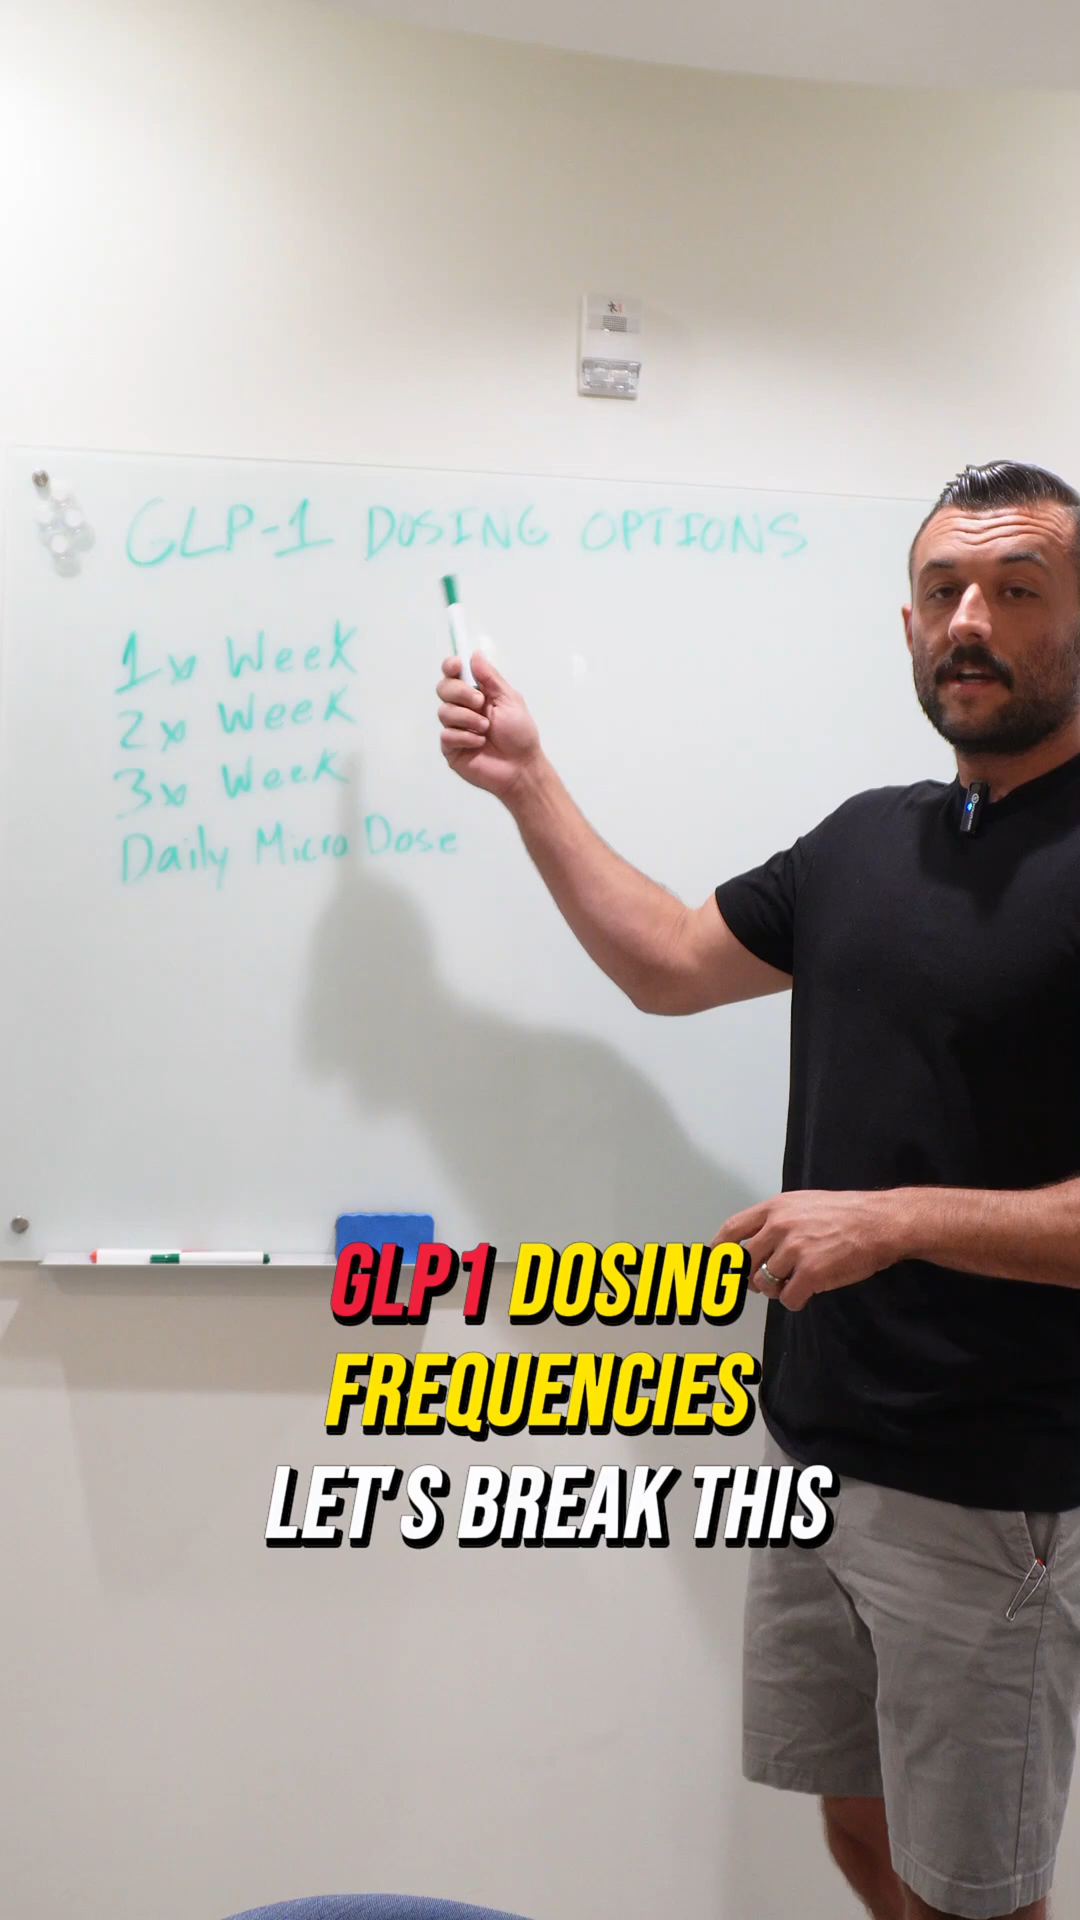 GLP-1 DOSING OPTIONS
1x Week
2x Week
3x Week
Daily Micro Dose
GLP1 DOSING
FREQUENCIES
LET'S BREAK THIS